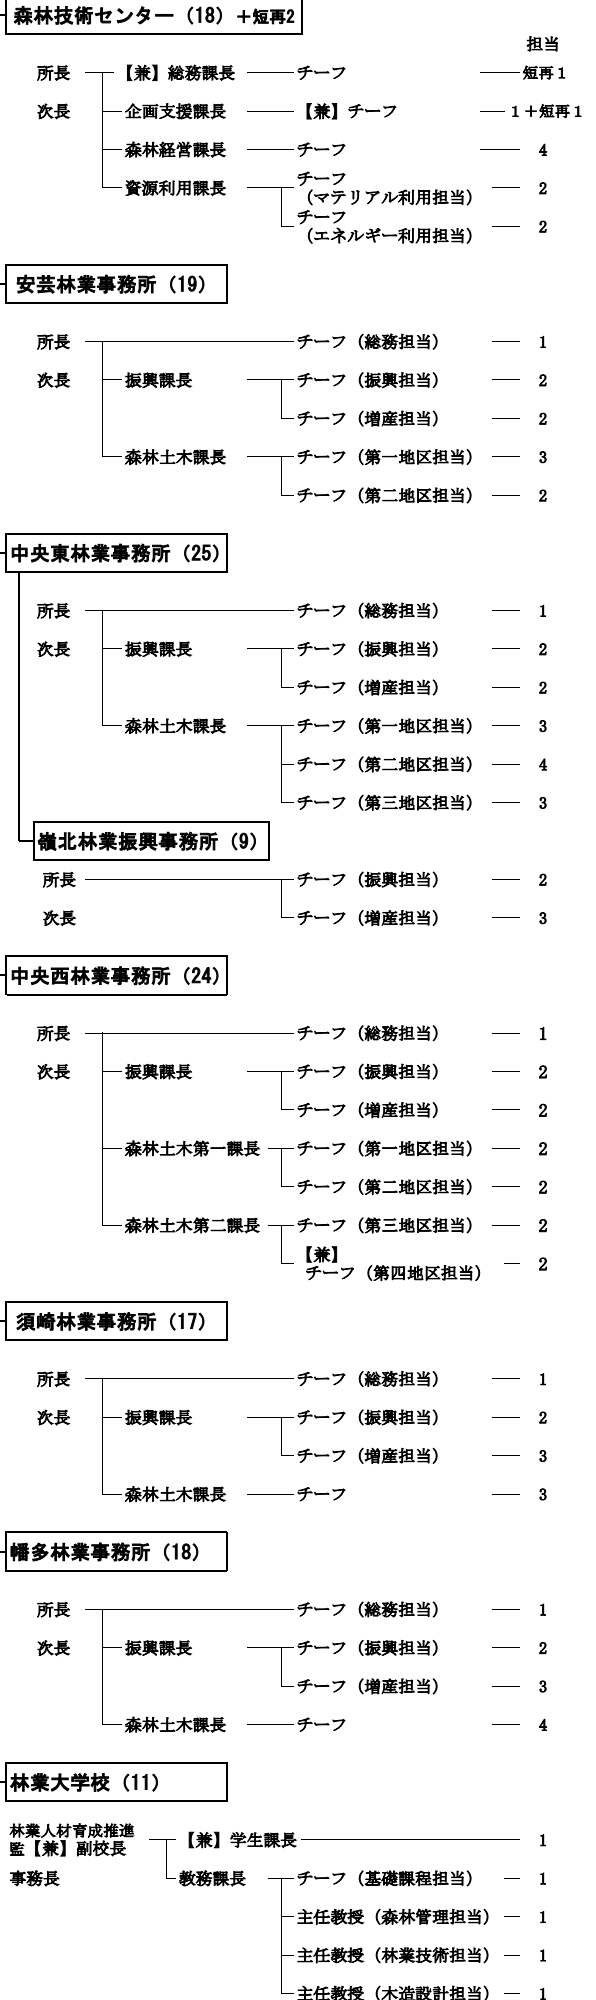 森林技術センター（18）＋短再2
担当
所長 【兼】総務課長 チーフ 短再１
次長 企画支援課長 【兼】チーフ １＋短再１
森林経営課長 チーフ 4
資源利用課長 チーフ（マテリアル利用担当） 2
チーフ（エネルギー利用担当） 2
安芸林業事務所（19）
所長 チーフ（総務担当） 1
次長 振興課長 チーフ（振興担当） 2
チーフ（増産担当） 2
森林土木課長 チーフ（第一地区担当） 3
チーフ（第二地区担当） 2
中央東林業事務所（25）
所長 チーフ（総務担当） 1
次長 振興課長 チーフ（振興担当） 2
チーフ（増産担当） 2
森林土木課長 チーフ（第一地区担当） 3
チーフ（第二地区担当） 4
チーフ（第三地区担当） 3
嶺北林業振興事務所（9）
所長 チーフ（振興担当） 2
次長 チーフ（増産担当） 3
中央西林業事務所（24）
所長 チーフ（総務担当） 1
次長 振興課長 チーフ（振興担当） 2
チーフ（増産担当） 2
森林土木第一課長 チーフ（第一地区担当） 2
チーフ（第二地区担当） 2
森林土木第二課長 チーフ（第三地区担当） 2
【兼】
チーフ（第四地区担当） 2
須崎林業事務所（17）
所長 チーフ（総務担当） 1
次長 振興課長 チーフ（振興担当） 2
チーフ（増産担当） 3
森林土木課長 チーフ 3
幡多林業事務所（18）
所長 チーフ（総務担当） 1
次長 振興課長 チーフ（振興担当） 2
チーフ（増産担当） 3
森林土木課長 チーフ 4
林業大学校（11）
林業人材育成推進
監【兼】副校長 【兼】学生課長 1
事務長 教務課長 チーフ（基礎課程担当） 1
主任教授（森林管理担当） 1
主任教授（林業技術担当） 1
主任教授（木造設計担当） 1